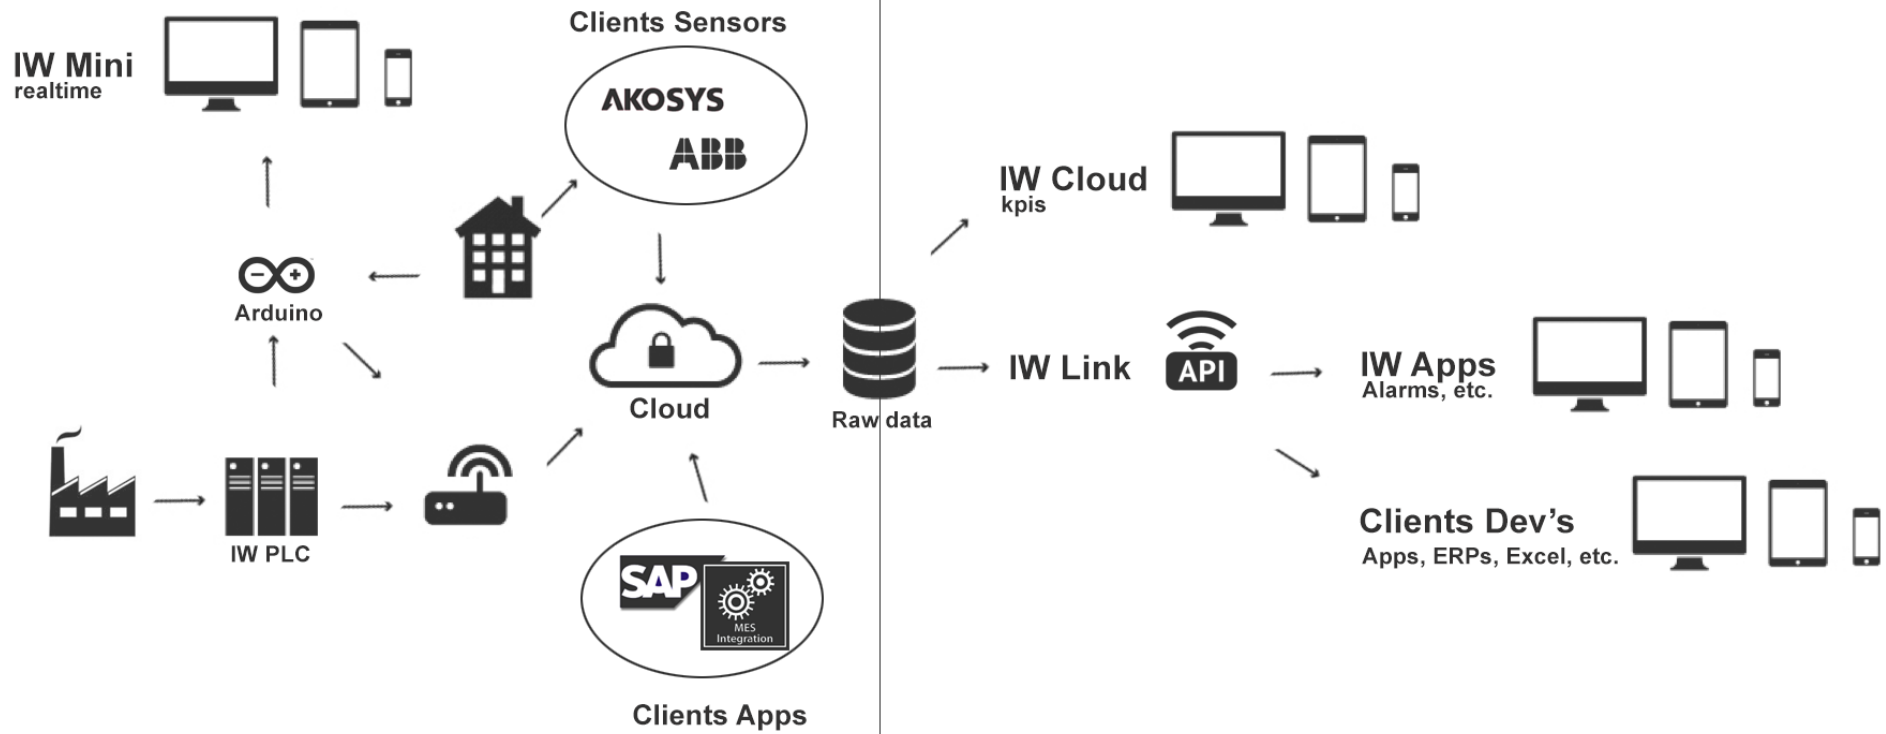 Clients Sensors
IW Mini
realtime
AKOSYS
ABB
IW Cloud
kpis
Arduino
Cloud
Raw data
IW Link
API
IW Apps
Alarms, etc.
IW PLC
Clients Dev’s
Apps, ERPs, Excel, etc.
SAP
MES
Integration
Clients Apps